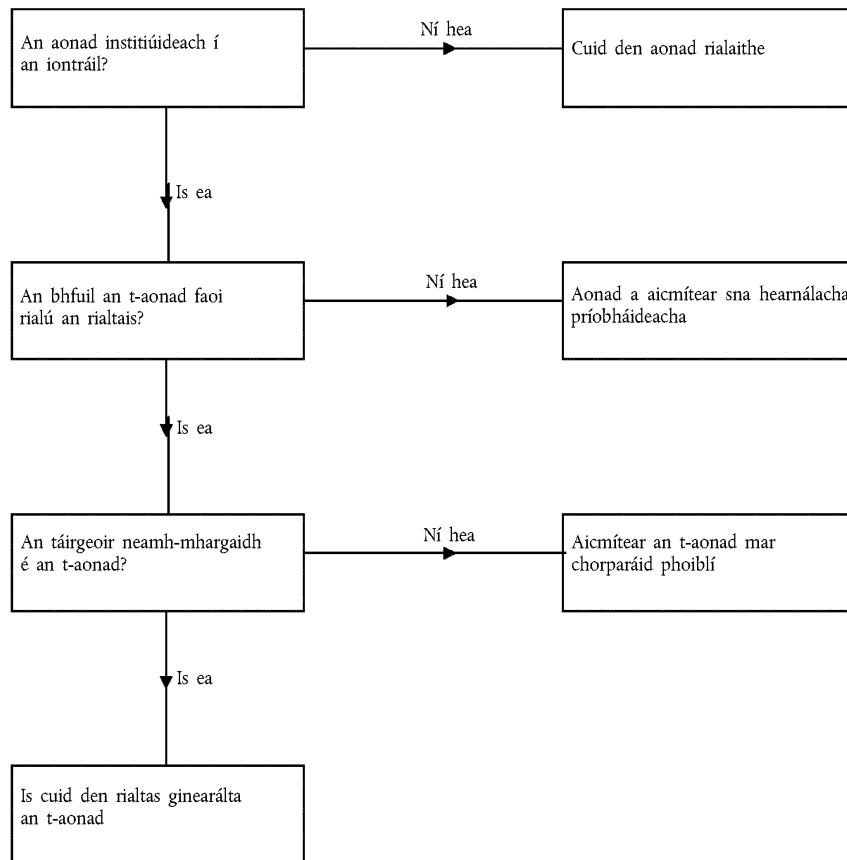 An aonad institiúideach í
an iontráil?
Ní hea
Cuid den aonad rialaithe
Is ea
An bhfuil an t-aonad faoi
rialú an rialtais?
Ní hea
Aonad a aicmítear sna hearnálacha
príobháideacha
Is ea
An táirgeoir neamh-mhargaidh
é an t-aonad?
Ní hea
Aicmítear an t-aonad mar
chorparáid phoiblí
Is ea
Is cuid den rialtas ginearálta
an t-aonad